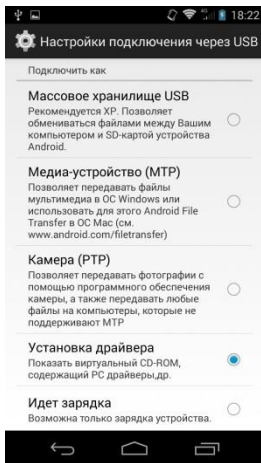 18:22
Настройки подключения через USB
Подключить как
Массовое хранилище USB
Рекомендуется XP. Позволяет
обмениваться файлами между Вашим
компьютером и SD-картой устройства
Android.
Медиа-устройство (MTP)
Позволяет передавать файлы
мультимедиа в ОС Windows или
использовать для этого Android File
Transfer в ОС Mac (см.
www.android.com/filetransfer)
Камера (PTP)
Позволяет передавать фотографии с
помощью программного обеспечения
камеры, а также передавать любые
файлы на компьютеры, которые не
поддерживают MTP
Установка драйвера
Показать виртуальный CD-ROM,
содержащий PC драйверы,др.
Идет зарядка
Возможна только зарядка устройства.